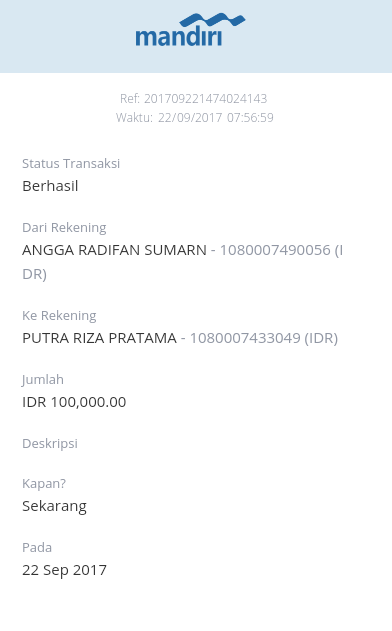 mandiri
Ref: 201709221474024143
Waktu: 22/09/2017 07:56:59
Status Transaksi
Berhasil
Dari Rekening
ANGGA RADIFAN SUMARN - 1080007490056 (I
DR)
Ke Rekening
PUTRA RIZA PRATAMA - 1080007433049 (IDR)
Jumlah
IDR 100,000.00
Deskripsi
Kapan?
Sekarang
Pada
22 Sep 2017